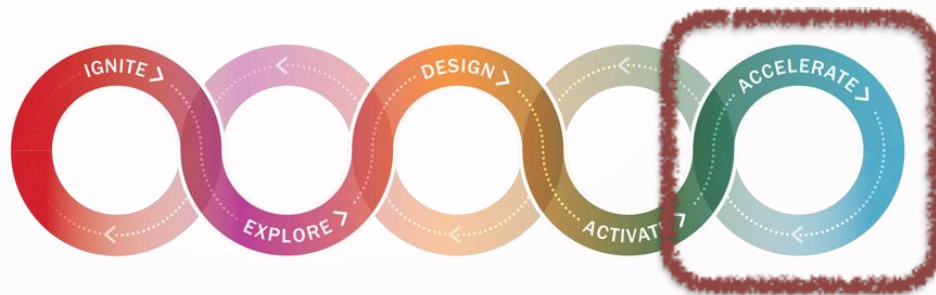 IGNITE
EXPLORE
DESIGN
ACTIVAT
ACCELERATE